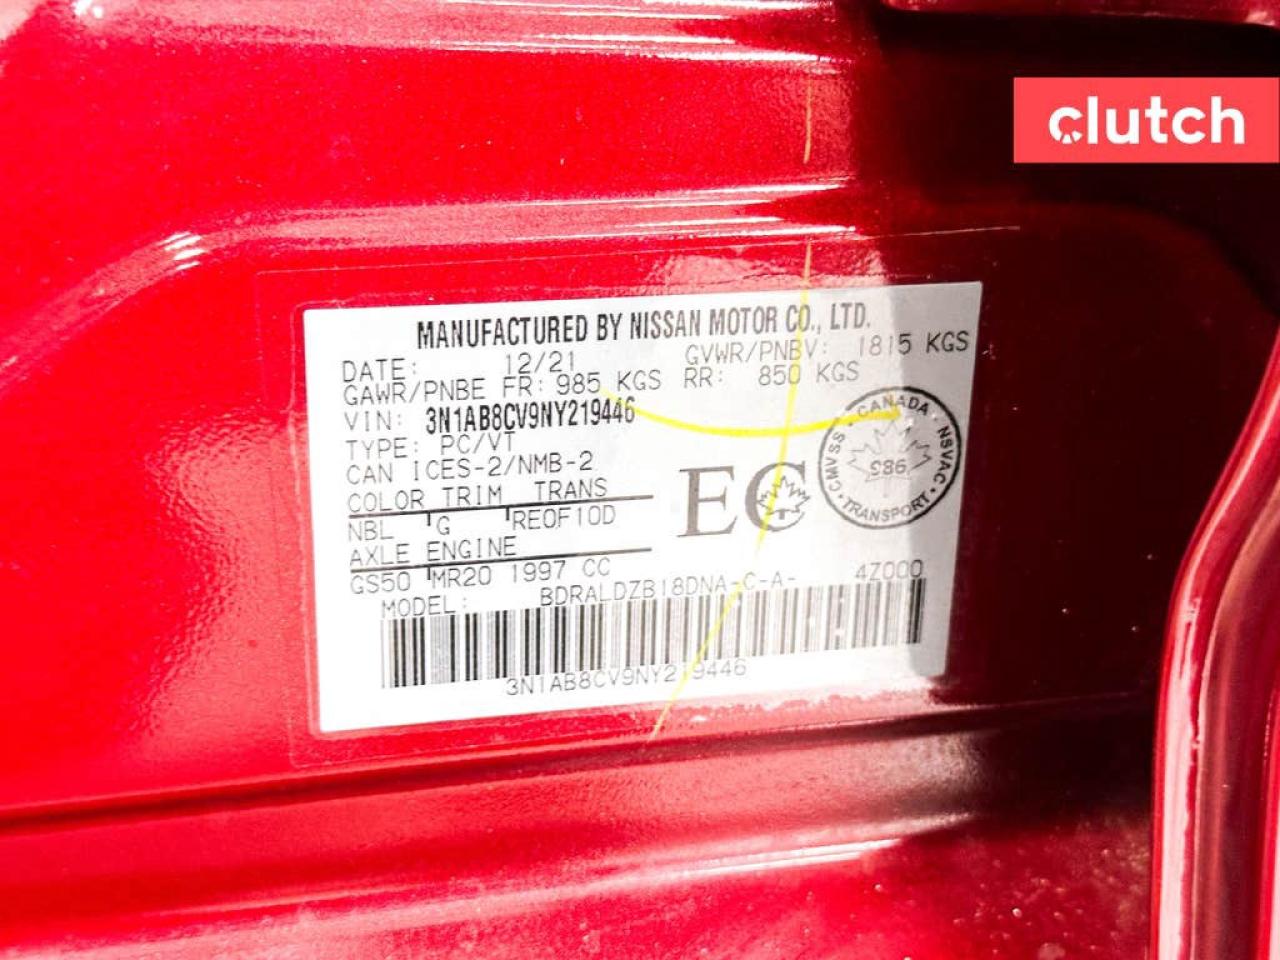 clutch
MANUFACTURED BY NISSAN MOTOR CO., LTD.
DATE: 12/21 GVWR/PNBV: 1815 KGS
GAWR/PNBE FR: 985 KGS RR: 850 KGS
VIN: 3N1AB8CV9NY219446
TYPE: PC/VT
CAN ICES-2/NMB-2
COLOR TRIM TRANS
NBL G RE0F10D
AXLE ENGINE
GS50 MR20 1997 CC
MODEL: BDRALDZB18DNA-C-A- 4Z000
3N1AB8CV9NY219446
EC
CANADA
CMVSS · NSVAC
985
TRANSPORT